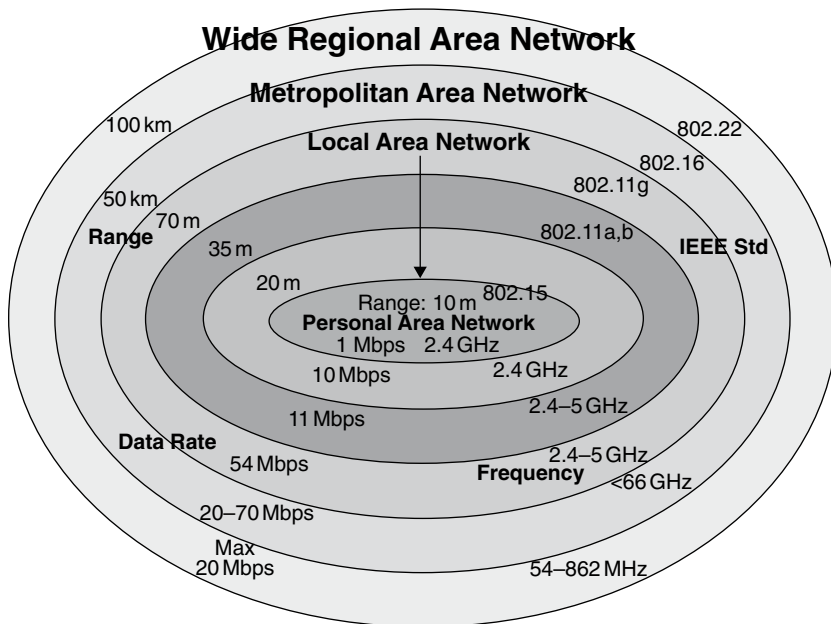 Wide Regional Area Network
Metropolitan Area Network
100 km
802.22
Local Area Network
802.16
802.11g
50 km
70 m
Range
35 m
802.11a,b
IEEE Std
20 m
802.15
Range: 10 m
Personal Area Network
1 Mbps 2.4 GHz
10 Mbps
2.4 GHz
11 Mbps
2.4–5 GHz
Data Rate
54 Mbps
2.4–5 GHz
Frequency
<66 GHz
20–70 Mbps
Max
20 Mbps
54–862 MHz